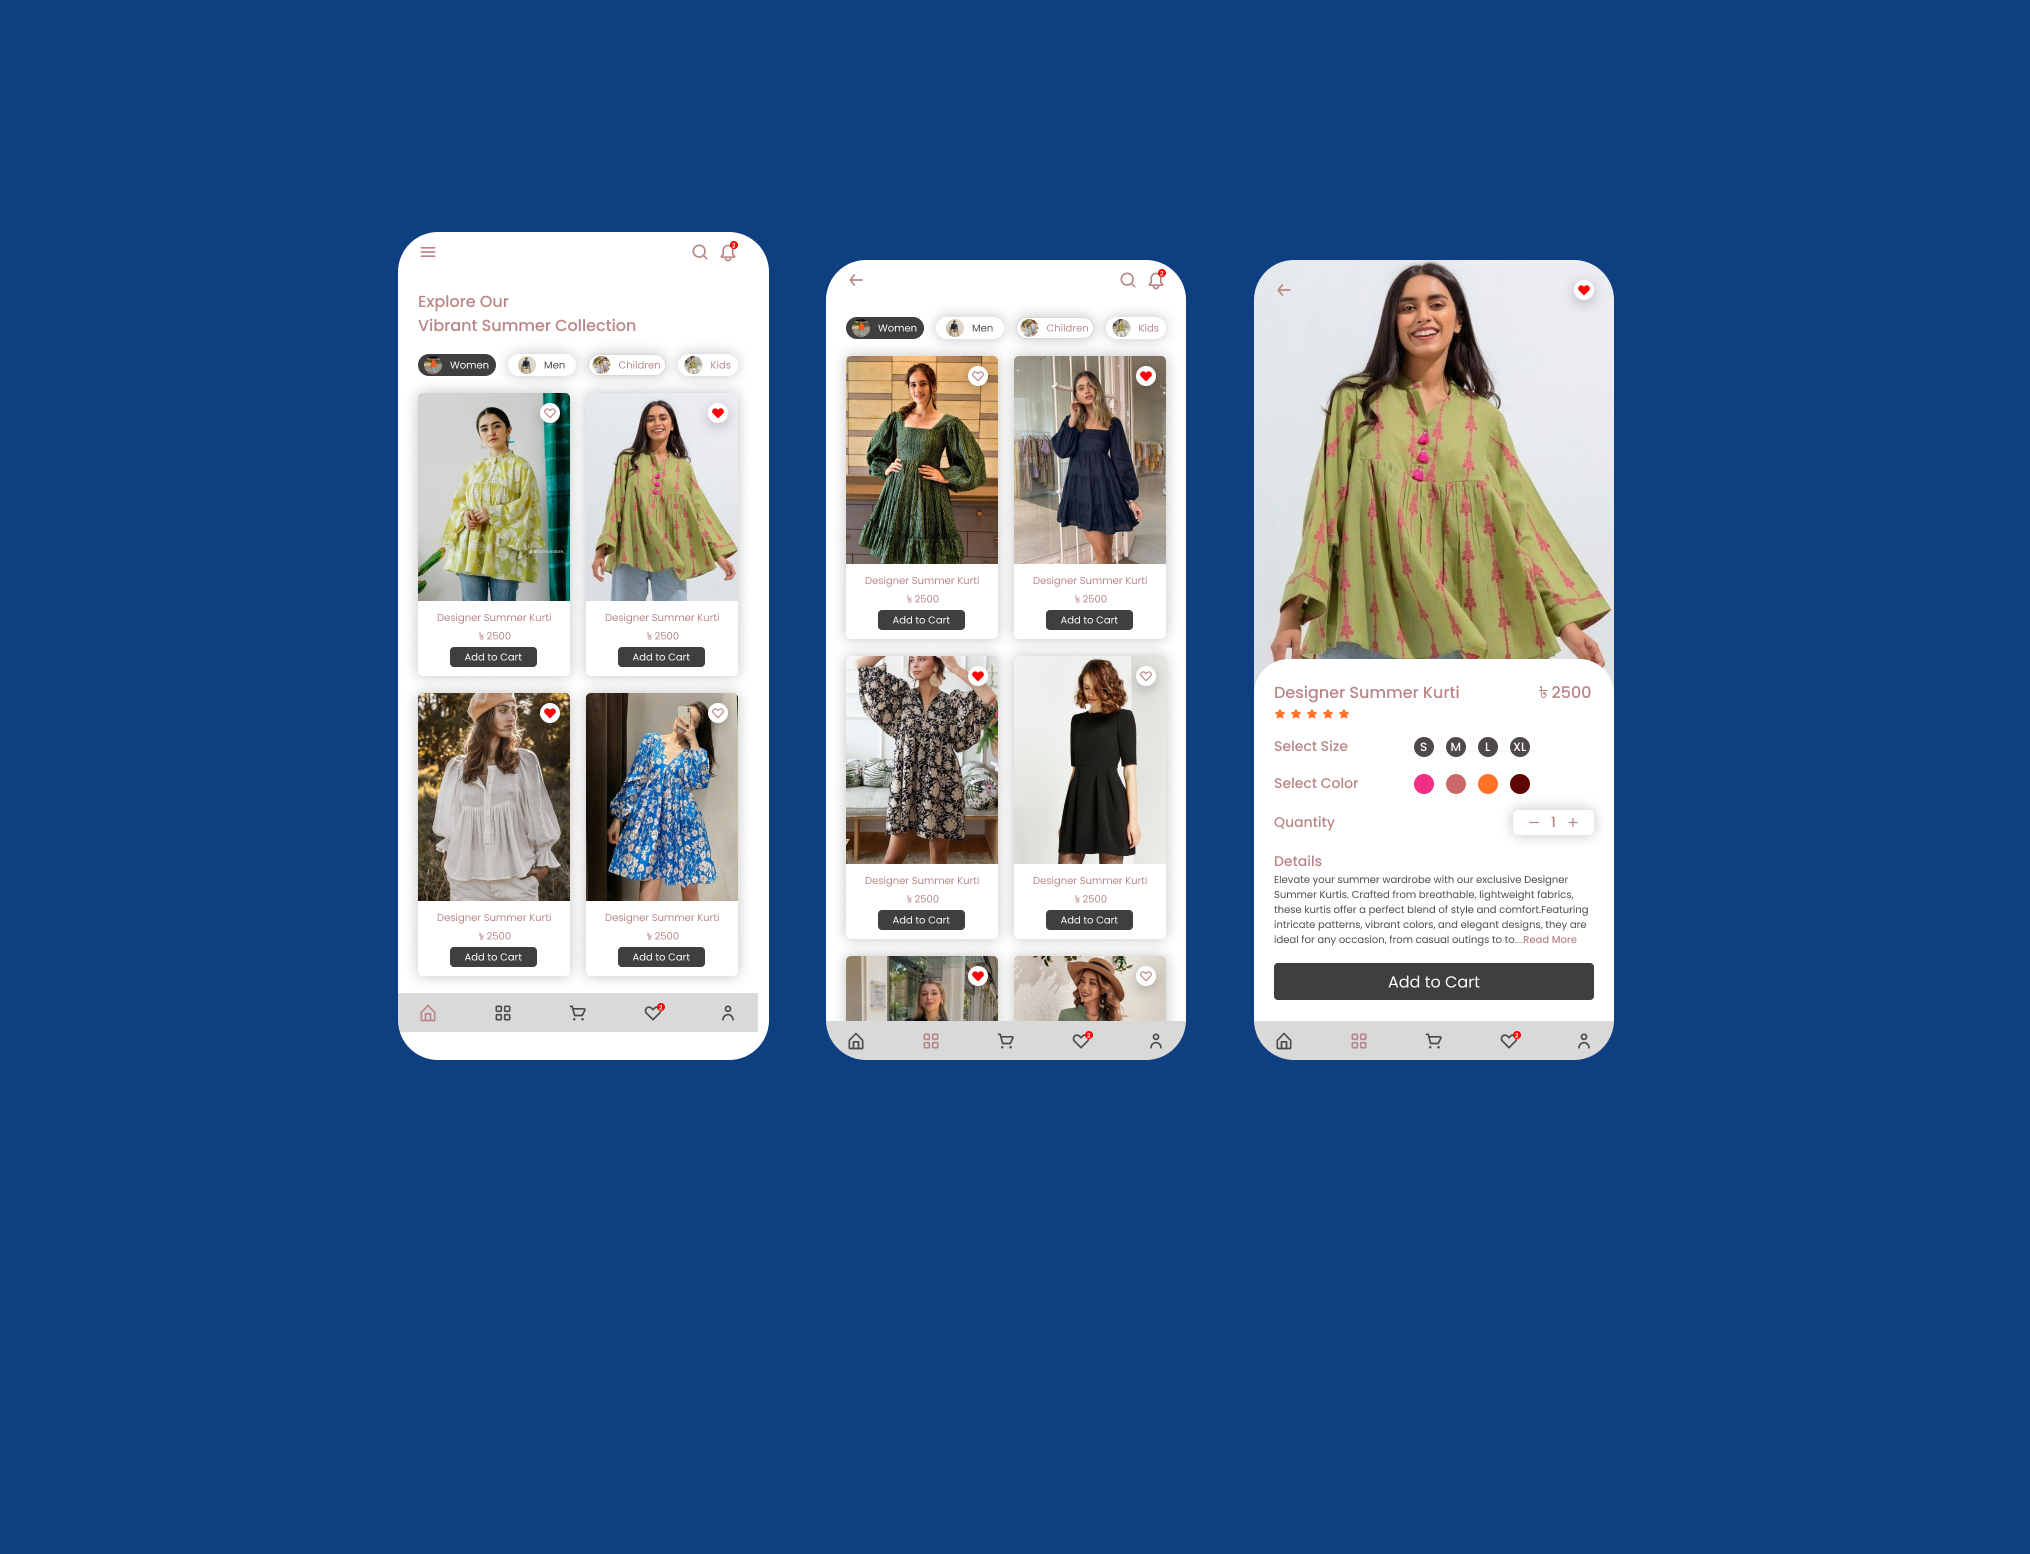 2
Explore Our
Vibrant Summer Collection
Women
Men
Children
Kids
Designer Summer Kurti
৳ 2500
Add to Cart
Designer Summer Kurti
৳ 2500
Add to Cart
Designer Summer Kurti
৳ 2500
Add to Cart
Designer Summer Kurti
৳ 2500
Add to Cart
2
2
Women
Men
Children
Kids
Designer Summer Kurti
৳ 2500
Add to Cart
Designer Summer Kurti
৳ 2500
Add to Cart
Designer Summer Kurti
৳ 2500
Add to Cart
Designer Summer Kurti
৳ 2500
Add to Cart
2
Designer Summer Kurti
৳ 2500
Select Size
S M L XL
Select Color
Quantity
− 1 +
Details
Elevate your summer wardrobe with our exclusive Designer
Summer Kurtis. Crafted from breathable, lightweight fabrics,
these kurtis offer a perfect blend of style and comfort.Featuring
intricate patterns, vibrant colors, and elegant designs, they are
ideal for any occasion, from casual outings to to....Read More
Add to Cart
2